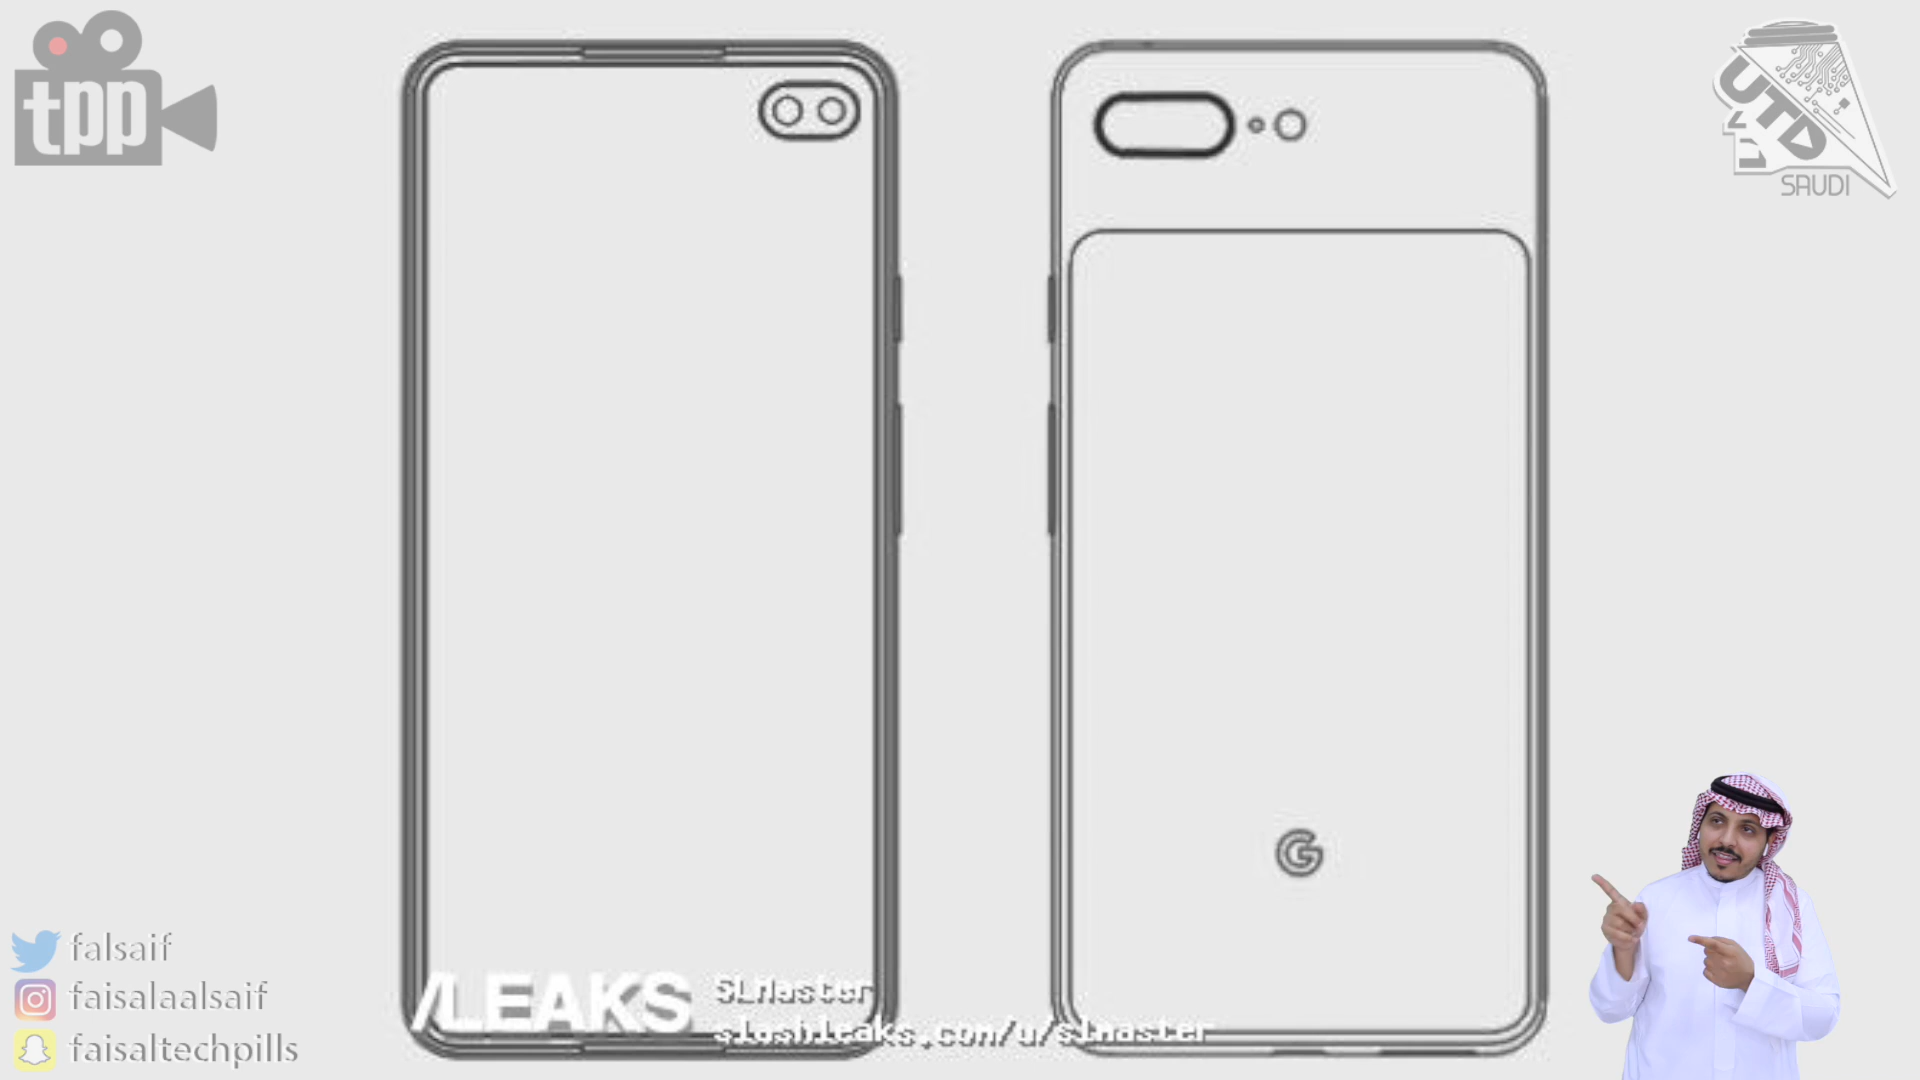 tpp
UTD
SAUDI
G
falsaif
faisalaalsaif
faisaltechpills
/LEAKS
SLMaster
slashleaks.com/u/slmaster